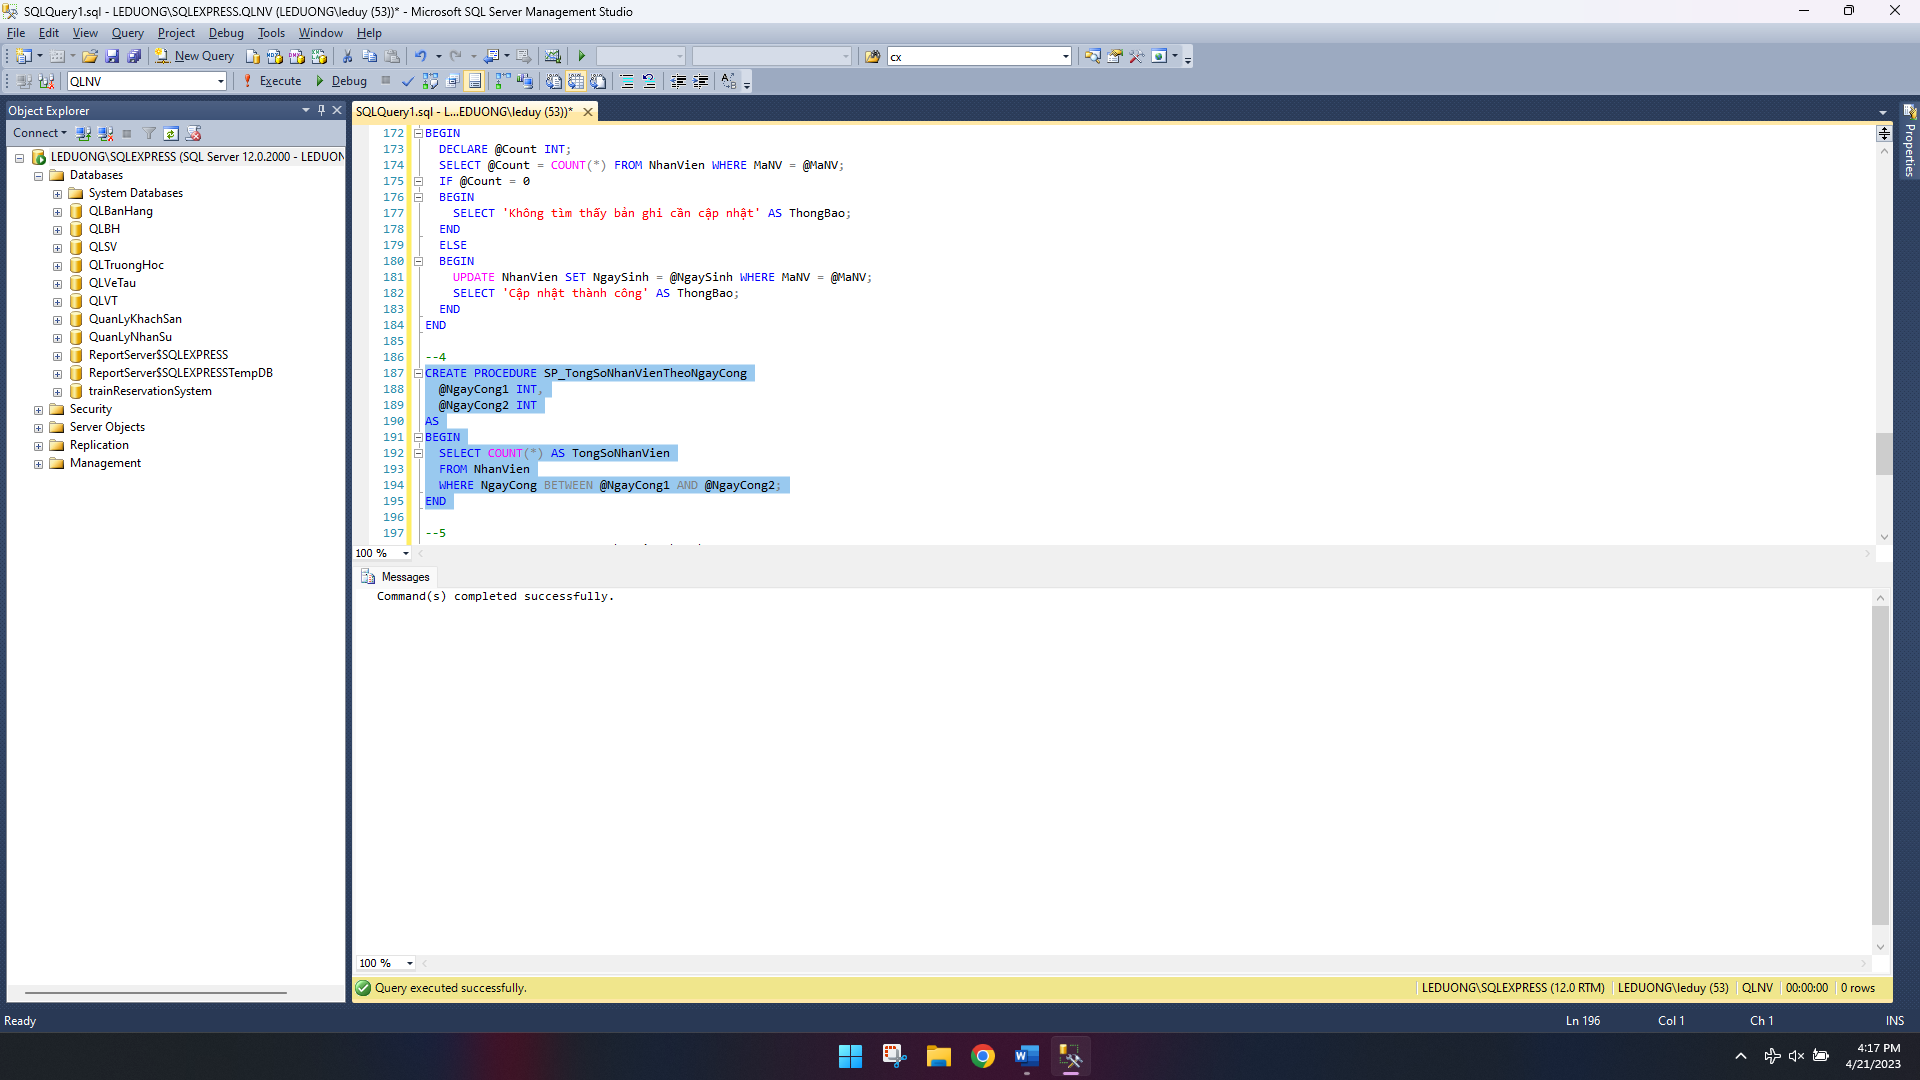 SQLQuery1.sql - LEDUONG\SQLEXPRESS.QLNV (LEDUONG\leduy (53))* - Microsoft SQL Server Management Studio
File Edit View Query Project Debug Tools Window Help
New Query
cx
QLNV
Execute Debug
Object Explorer
Connect
LEDUONG\SQLEXPRESS (SQL Server 12.0.2000 - LEDUON
Databases
System Databases
QLBanHang
QLBH
QLSV
QLTruongHoc
QLVeTau
QLVT
QuanLyKhachSan
QuanLyNhanSu
ReportServer$SQLEXPRESS
ReportServer$SQLEXPRESSTempDB
trainReservationSystem
Security
Server Objects
Replication
Management
SQLQuery1.sql - L...EDUONG\leduy (53))*
172 BEGIN
173 DECLARE @Count INT;
174 SELECT @Count = COUNT(*) FROM NhanVien WHERE MaNV = @MaNV;
175 IF @Count = 0
176 BEGIN
177 SELECT 'Không tìm thấy bản ghi cần cập nhật' AS ThongBao;
178 END
179 ELSE
180 BEGIN
181 UPDATE NhanVien SET NgaySinh = @NgaySinh WHERE MaNV = @MaNV;
182 SELECT 'Cập nhật thành công' AS ThongBao;
183 END
184 END
185
186 --4
187 CREATE PROCEDURE SP_TongSoNhanVienTheoNgayCong
188 @NgayCong1 INT,
189 @NgayCong2 INT
190 AS
191 BEGIN
192 SELECT COUNT(*) AS TongSoNhanVien
193 FROM NhanVien
194 WHERE NgayCong BETWEEN @NgayCong1 AND @NgayCong2;
195 END
196
197 --5
100 %
Messages
Command(s) completed successfully.
100 %
Query executed successfully.
LEDUONG\SQLEXPRESS (12.0 RTM) LEDUONG\leduy (53) QLNV 00:00:00 0 rows
Properties
Ready
Ln 196 Col 1 Ch 1 INS
4:17 PM
4/21/2023